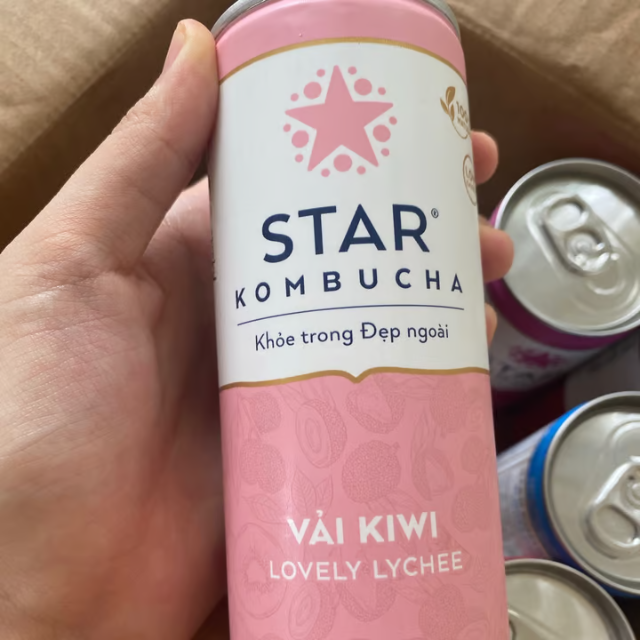 STAR®
KOMBUCHA
Khỏe trong Đẹp ngoài
VẢI KIWI
LOVELY LYCHEE